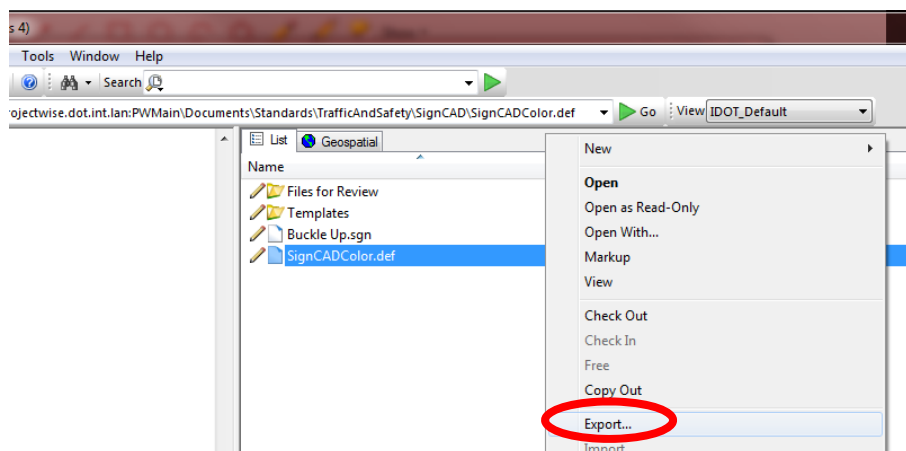 s 4)
Tools Window Help
Search
rojectwise.dot.int.lan:PWMain\Documents\Standards\TrafficAndSafety\SignCAD\SignCADColor.def Go View IDOT_Default
List Geospatial
Name
Files for Review
Templates
Buckle Up.sgn
SignCADColor.def
New
Open
Open as Read-Only
Open With...
Markup
View
Check Out
Check In
Free
Copy Out
Export...
Import